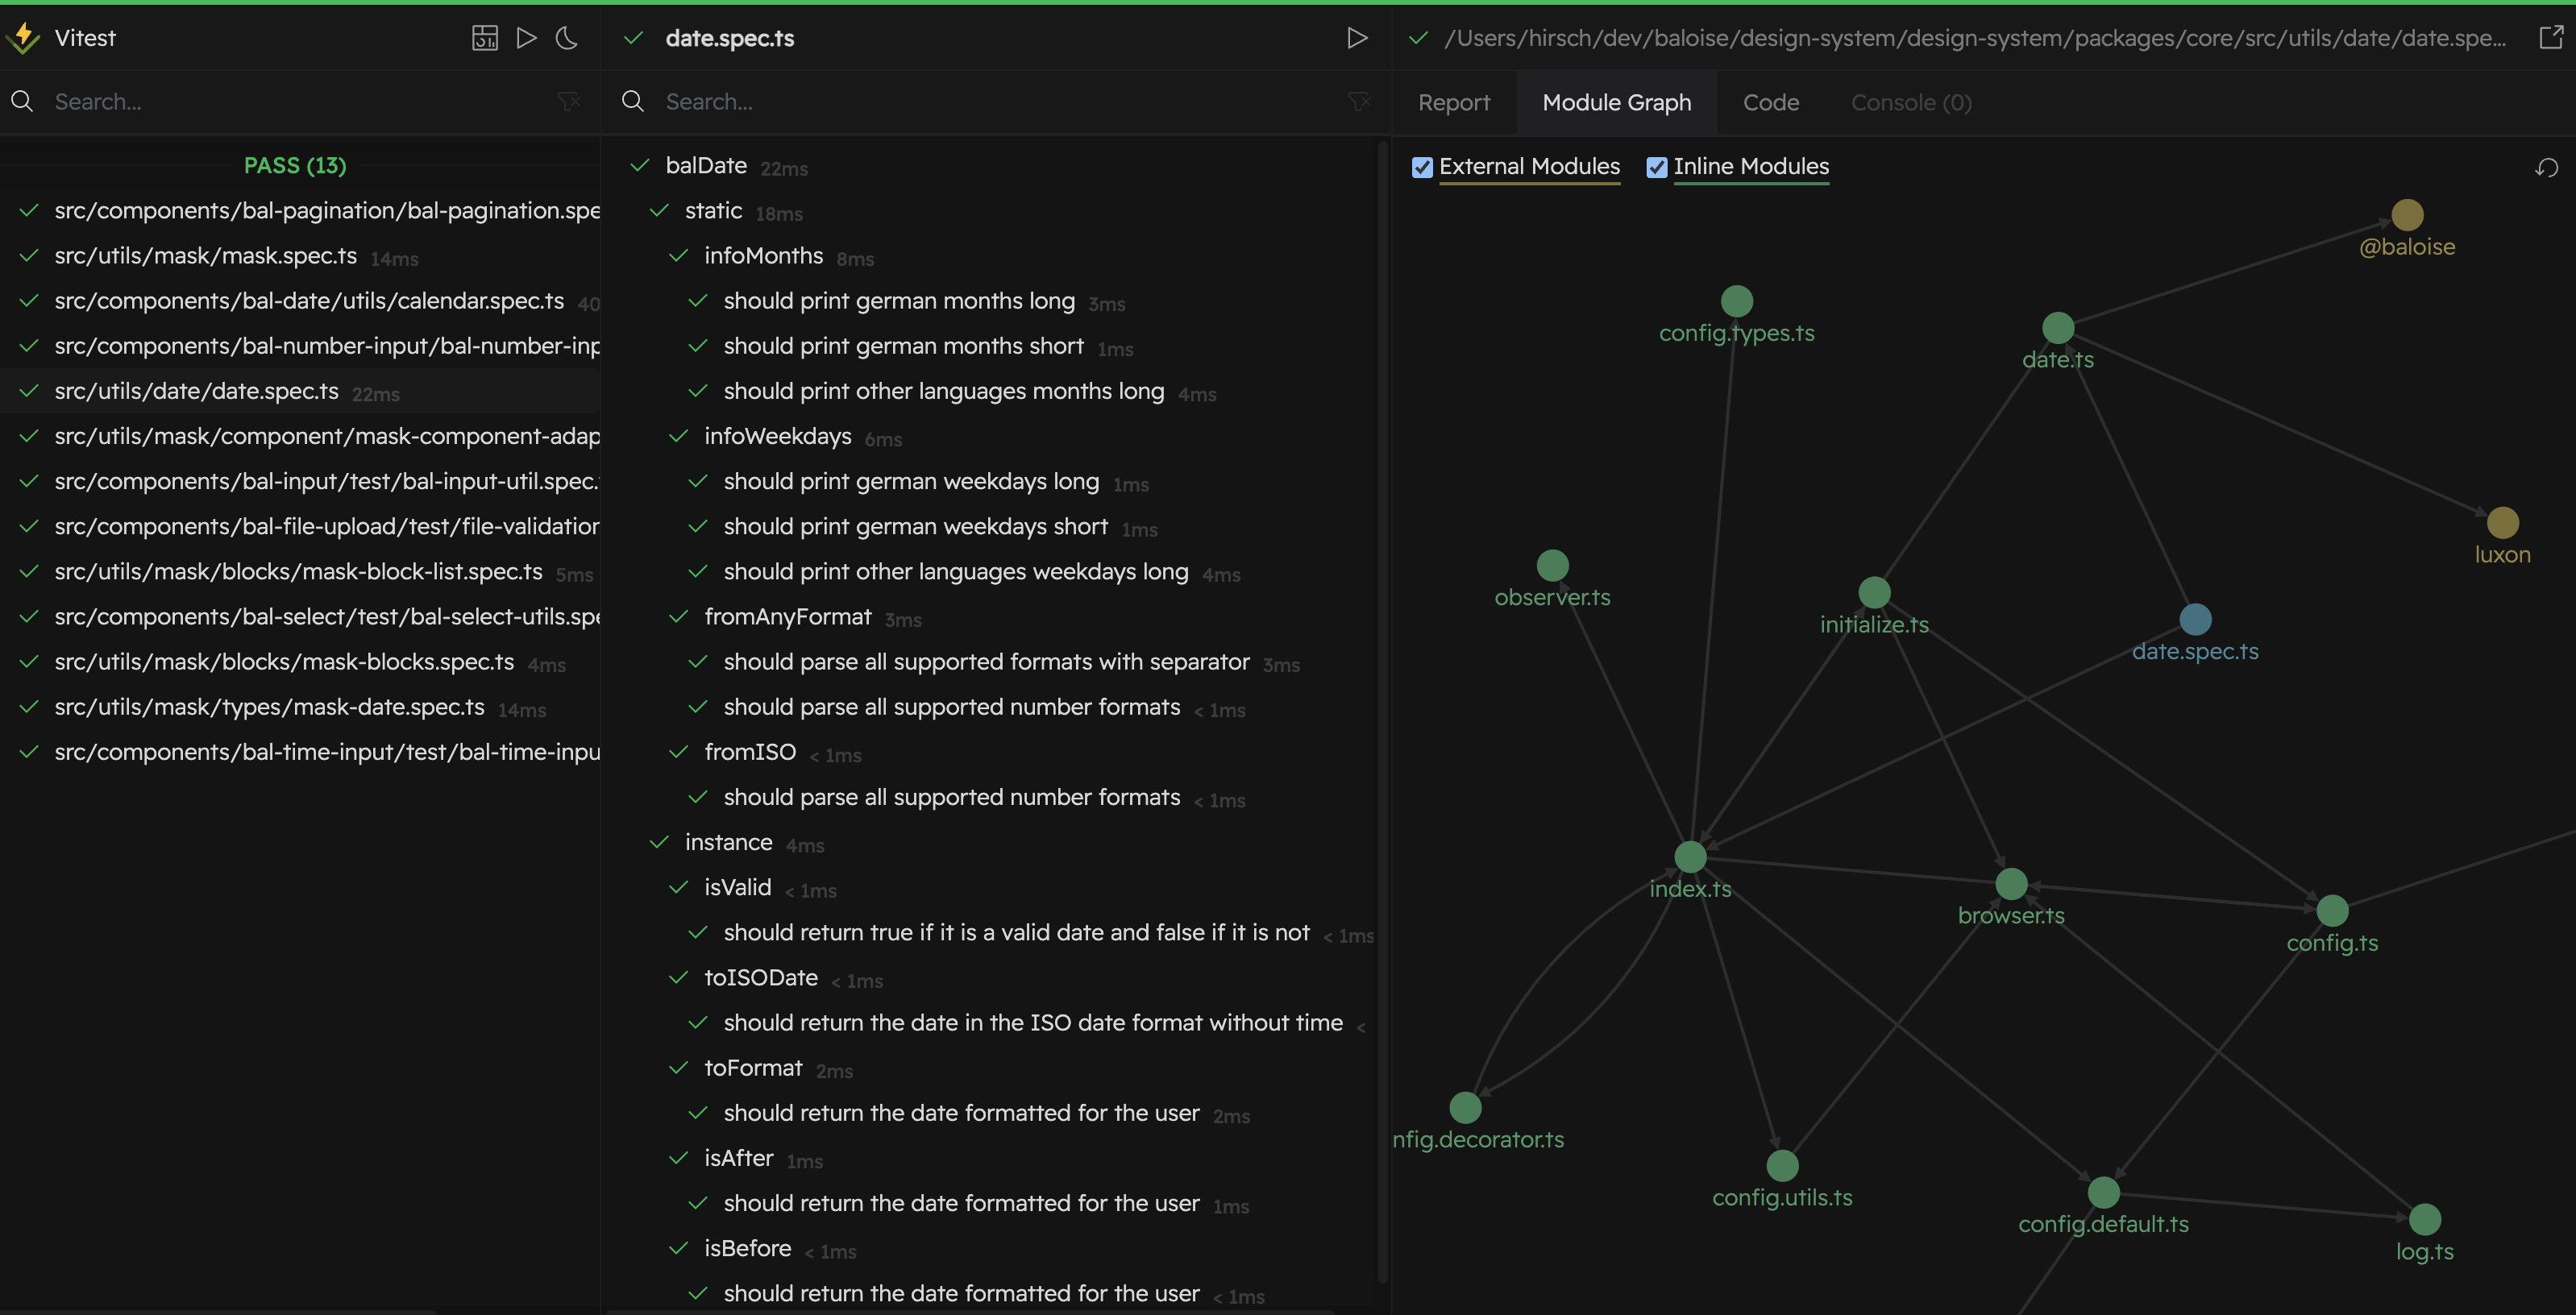 Vitest
Search...
PASS (13)
src/components/bal-pagination/bal-pagination.spe
src/utils/mask/mask.spec.ts 14ms
src/components/bal-date/utils/calendar.spec.ts 40
src/components/bal-number-input/bal-number-inp
src/utils/date/date.spec.ts 22ms
src/utils/mask/component/mask-component-adap
src/components/bal-input/test/bal-input-util.spec.
src/components/bal-file-upload/test/file-validation
src/utils/mask/blocks/mask-block-list.spec.ts 5ms
src/components/bal-select/test/bal-select-utils.spe
src/utils/mask/blocks/mask-blocks.spec.ts 4ms
src/utils/mask/types/mask-date.spec.ts 14ms
src/components/bal-time-input/test/bal-time-inpu
date.spec.ts
Search...
balDate 22ms
static 18ms
infoMonths 8ms
should print german months long 3ms
should print german months short 1ms
should print other languages months long 4ms
infoWeekdays 6ms
should print german weekdays long 1ms
should print german weekdays short 1ms
should print other languages weekdays long 4ms
fromAnyFormat 3ms
should parse all supported formats with separator 3ms
should parse all supported number formats < 1ms
fromISO < 1ms
should parse all supported number formats < 1ms
instance 4ms
isValid < 1ms
should return true if it is a valid date and false if it is not < 1ms
toISODate < 1ms
should return the date in the ISO date format without time <
toFormat 2ms
should return the date formatted for the user 2ms
isAfter 1ms
should return the date formatted for the user 1ms
isBefore < 1ms
should return the date formatted for the user < 1ms
/Users/hirsch/dev/baloise/design-system/design-system/packages/core/src/utils/date/date.spe...
Report Module Graph Code Console (0)
External Modules Inline Modules
@baloise
config.types.ts
date.ts
luxon
observer.ts
initialize.ts
date.spec.ts
index.ts
browser.ts
config.ts
nfig.decorator.ts
config.utils.ts
config.default.ts
log.ts